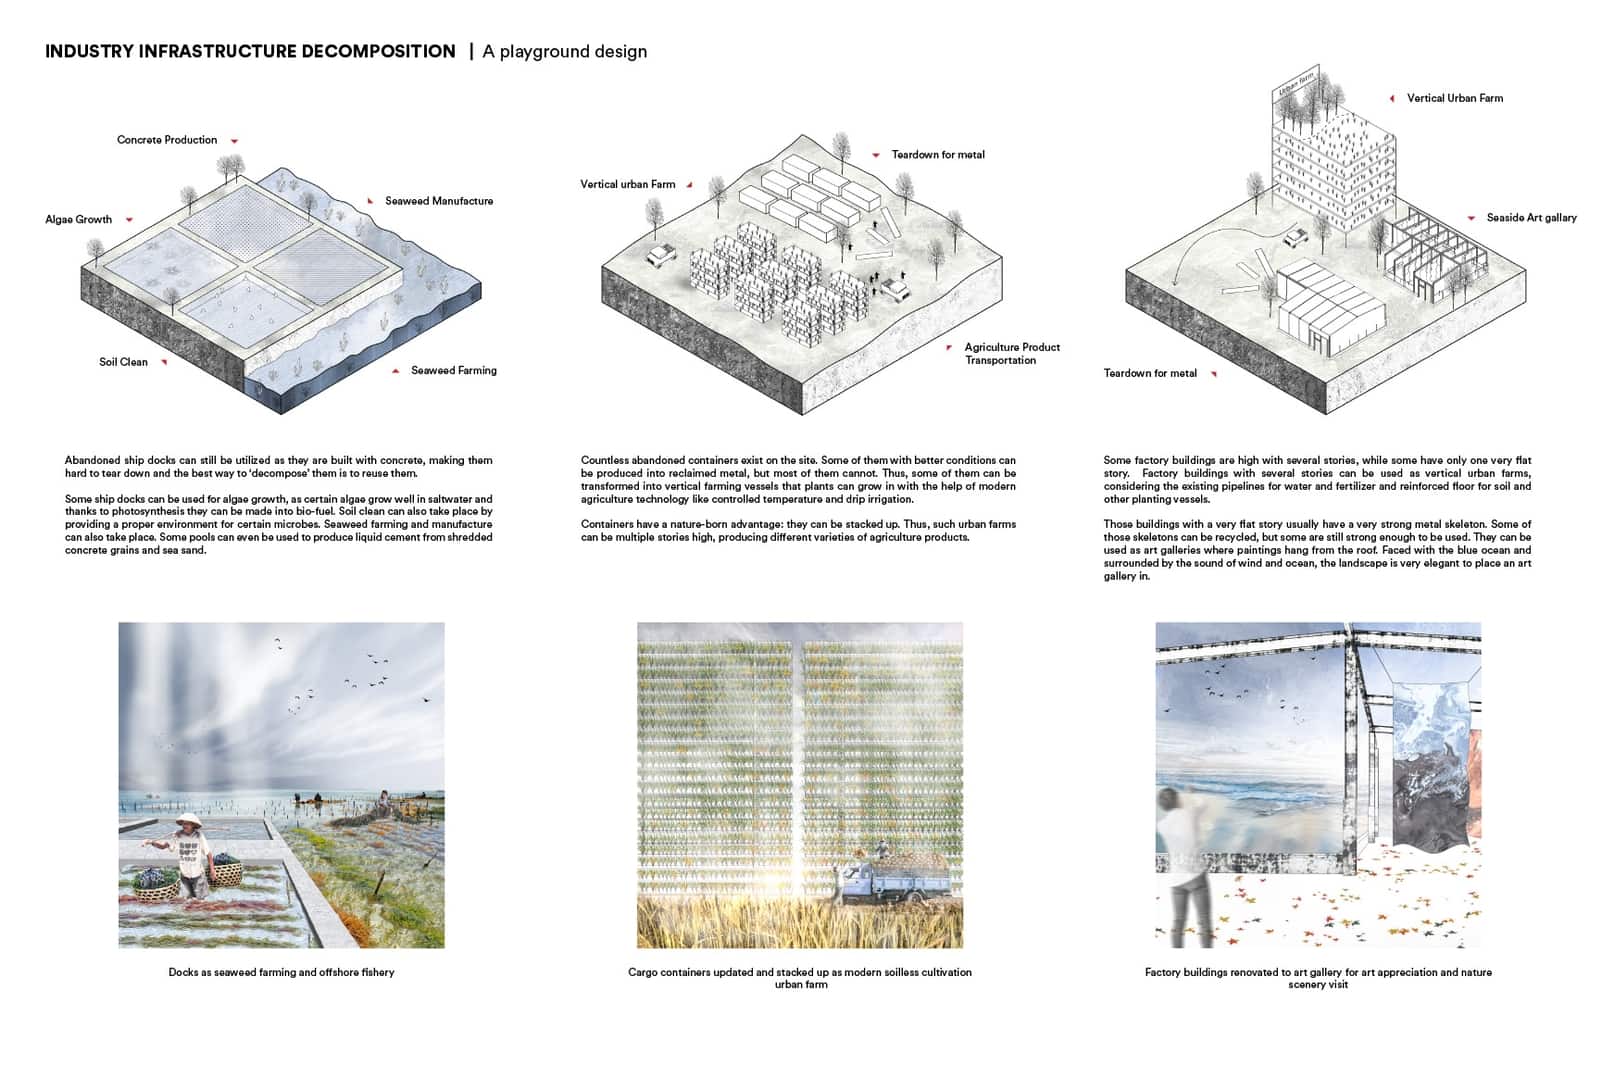 INDUSTRY INFRASTRUCTURE DECOMPOSITION | A playground design
Concrete Production
Algae Growth
Seaweed Manufacture
Soil Clean
Seaweed Farming
Vertical urban Farm
Teardown for metal
Agriculture Product
Transportation
Urban farm
Vertical Urban Farm
Seaside Art gallary
Teardown for metal
Abandoned ship docks can still be utilized as they are built with concrete, making them
hard to tear down and the best way to 'decompose' them is to reuse them.
Some ship docks can be used for algae growth, as certain algae grow well in saltwater and
thanks to photosynthesis they can be made into bio-fuel. Soil clean can also take place by
providing a proper environment for certain microbes. Seaweed farming and manufacture
can also take place. Some pools can even be used to produce liquid cement from shredded
concrete grains and sea sand.
Countless abandoned containers exist on the site. Some of them with better conditions can
be produced into reclaimed metal, but most of them cannot. Thus, some of them can be
transformed into vertical farming vessels that plants can grow in with the help of modern
agriculture technology like controlled temperature and drip irrigation.
Containers have a nature-born advantage: they can be stacked up. Thus, such urban farms
can be multiple stories high, producing different varieties of agriculture products.
Some factory buildings are high with several stories, while some have only one very flat
story. Factory buildings with several stories can be used as vertical urban farms,
considering the existing pipelines for water and fertilizer and reinforced floor for soil and
other planting vessels.
Those buildings with a very flat story usually have a very strong metal skeleton. Some of
those skeletons can be recycled, but some are still strong enough to be used. They can be
used as art galleries where paintings hang from the roof. Faced with the blue ocean and
surrounded by the sound of wind and ocean, the landscape is very elegant to place an art
gallery in.
Docks as seaweed farming and offshore fishery
Cargo containers updated and stacked up as modern soilless cultivation
urban farm
Factory buildings renovated to art gallery for art appreciation and nature
scenery visit